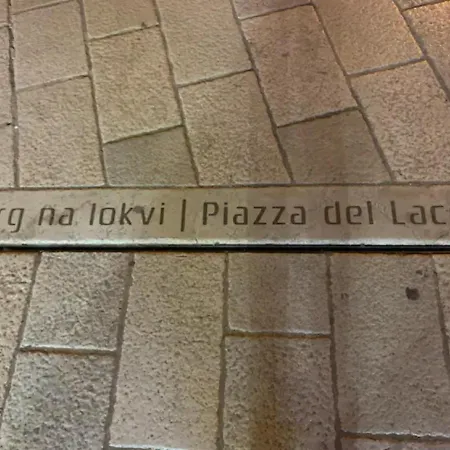 rg na lokvi | Piazza del Lac